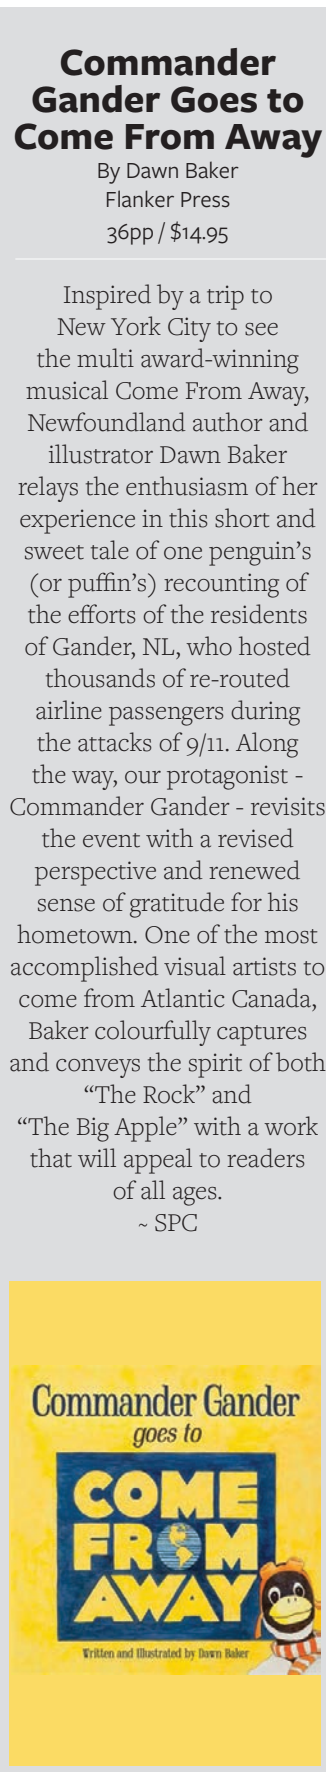 Commander
Gander Goes to
Come From Away
By Dawn Baker
Flanker Press
36pp / $14.95
Inspired by a trip to
New York City to see
the multi award-winning
musical Come From Away,
Newfoundland author and
illustrator Dawn Baker
relays the enthusiasm of her
experience in this short and
sweet tale of one penguin's
(or puffin's) recounting of
the efforts of the residents
of Gander, NL, who hosted
thousands of re-routed
airline passengers during
the attacks of 9/11. Along
the way, our protagonist -
Commander Gander - revisits
the event with a revised
perspective and renewed
sense of gratitude for his
hometown. One of the most
accomplished visual artists to
come from Atlantic Canada,
Baker colourfully captures
and conveys the spirit of both
“The Rock” and
“The Big Apple” with a work
that will appeal to readers
of all ages.
~ SPC
Commander Gander
goes to
COME
FROM
AWAY
Written and Illustrated by Dawn Baker